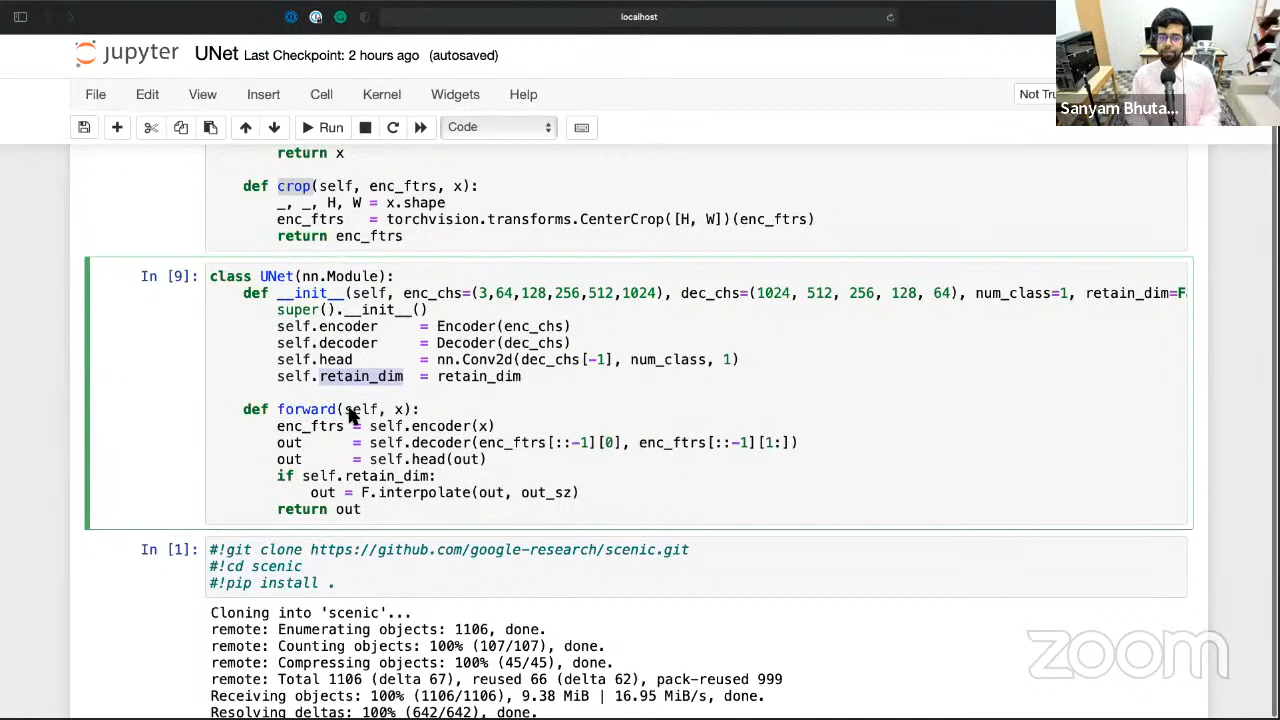 localhost
jupyter UNet Last Checkpoint: 2 hours ago (autosaved)
File Edit View Insert Cell Kernel Widgets Help Not Tru
Run Code
Sanyam Bhuta...
return x
def crop(self, enc_ftrs, x):
_, _, H, W = x.shape
enc_ftrs = torchvision.transforms.CenterCrop([H, W])(enc_ftrs)
return enc_ftrs
In [9]: class UNet(nn.Module):
def __init__(self, enc_chs=(3,64,128,256,512,1024), dec_chs=(1024, 512, 256, 128, 64), num_class=1, retain_dim=F
super().__init__()
self.encoder = Encoder(enc_chs)
self.decoder = Decoder(dec_chs)
self.head = nn.Conv2d(dec_chs[-1], num_class, 1)
self.retain_dim = retain_dim
def forward(self, x):
enc_ftrs = self.encoder(x)
out = self.decoder(enc_ftrs[::-1][0], enc_ftrs[::-1][1:])
out = self.head(out)
if self.retain_dim:
out = F.interpolate(out, out_sz)
return out
In [1]: #!git clone https://github.com/google-research/scenic.git
#!cd scenic
#!pip install .
Cloning into 'scenic'...
remote: Enumerating objects: 1106, done.
remote: Counting objects: 100% (107/107), done.
remote: Compressing objects: 100% (45/45), done.
remote: Total 1106 (delta 67), reused 66 (delta 62), pack-reused 999
Receiving objects: 100% (1106/1106), 9.38 MiB | 16.95 MiB/s, done.
Resolving deltas: 100% (642/642), done.
zoom